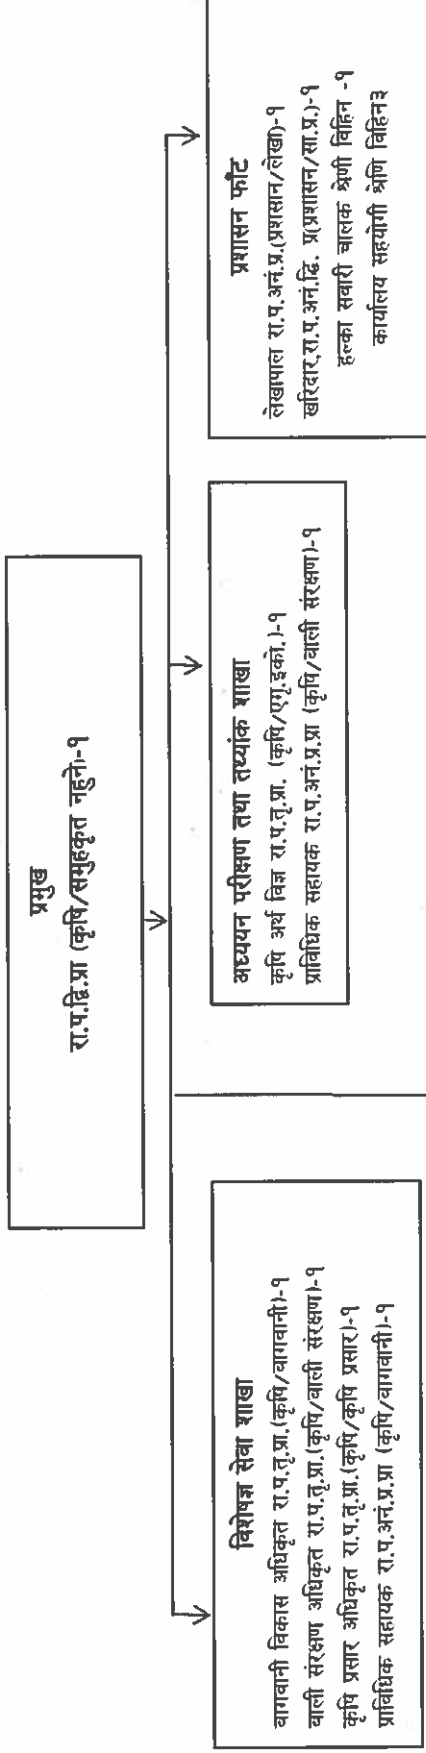 प्रमुख
रा.प.द्वि.प्रा (कृषि/समुहकृत नहुने)-१
विशेषज्ञ सेवा शाखा
बागवानी विकास अधिकृत रा.प.तृ.प्रा.(कृषि/बागवानी)-१
बाली संरक्षण अधिकृत रा.प.तृ.प्रा.(कृषि/बाली संरक्षण)-१
कृषि प्रसार अधिकृत रा.प.तृ.प्रा.(कृषि/कृषि प्रसार)-१
प्राविधिक सहायक रा.प.अनं.प्र.प्रा (कृषि/बागवानी)-१
अध्ययन परीक्षण तथा तथ्यांक शाखा
कृषि अर्थ विज्ञ रा.प.तृ.प्रा. (कृषि/एग्.इको.)-१
प्राविधिक सहायक रा.प.अनं.प्र.प्रा (कृषि/बाली संरक्षण)-१
प्रशासन फाँट
लेखापाल रा.प.अनं.प्र.(प्रशसान/लेखा)-१
खरिदार.रा.प.अनं.द्धि. प्र(प्रशासन/सा.प्र.)-१
हल्का सवारी चालक श्रेणी विहिन -१
कार्यालय सहयोगी श्रेणि विहिन३